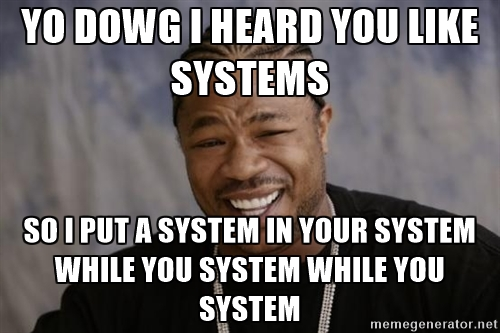 YO DOWG I HEARD YOU LIKE
SYSTEMS
SO I PUT A SYSTEM IN YOUR SYSTEM
WHILE YOU SYSTEM WHILE YOU
SYSTEM
memegenerator.net